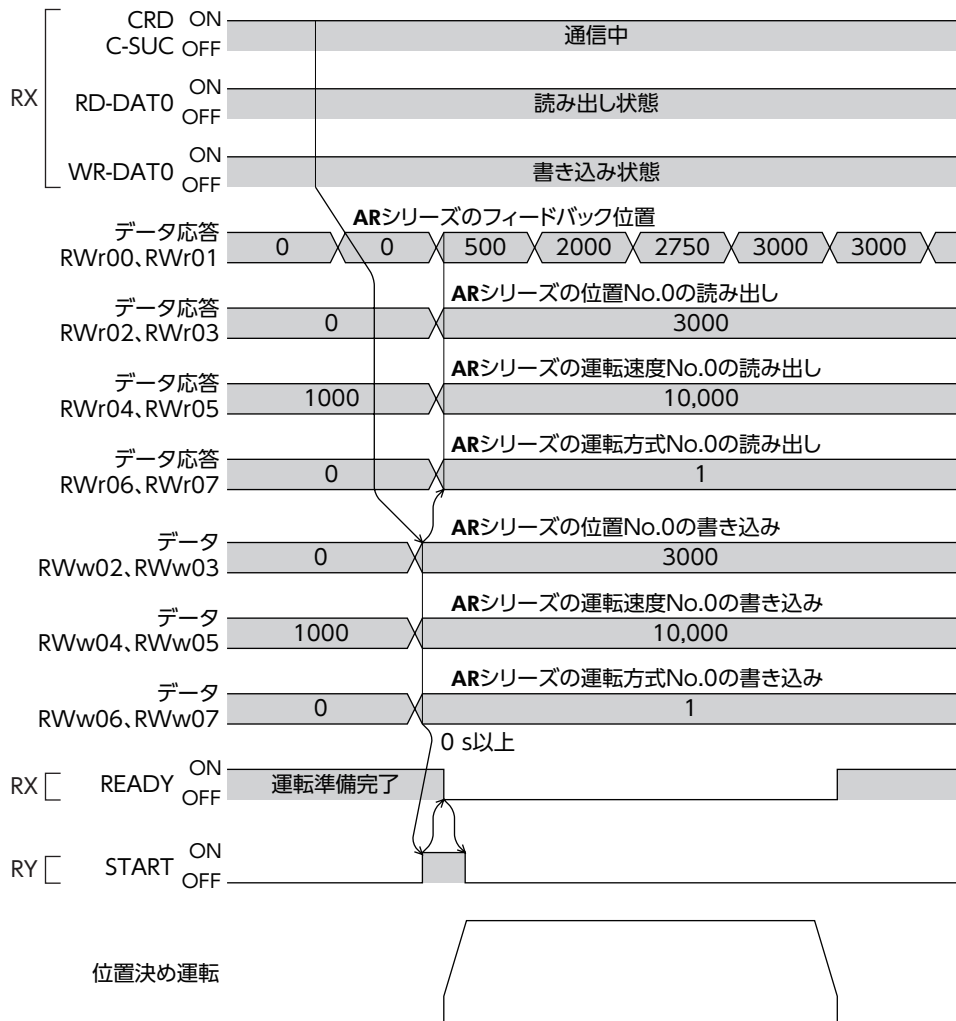 CRD ON
C-SUC OFF
通信中
RX
RD-DAT0 ON
OFF
読み出し状態
WR-DAT0 ON
OFF
書き込み状態
ARシリーズのフィードバック位置
データ応答
RWr00、RWr01
0 0 500 2000 2750 3000 3000
ARシリーズの位置No.0の読み出し
データ応答
RWr02、RWr03
0 3000
ARシリーズの運転速度No.0の読み出し
データ応答
RWr04、RWr05
1000 10,000
ARシリーズの運転方式No.0の読み出し
データ応答
RWr06、RWr07
0 1
ARシリーズの位置No.0の書き込み
データ
RWw02、RWw03
0 3000
ARシリーズの運転速度No.0の書き込み
データ
RWw04、RWw05
1000 10,000
ARシリーズの運転方式No.0の書き込み
データ
RWw06、RWw07
0 1
0 s以上
RX READY ON
OFF
運転準備完了
RY START ON
OFF
位置決め運転